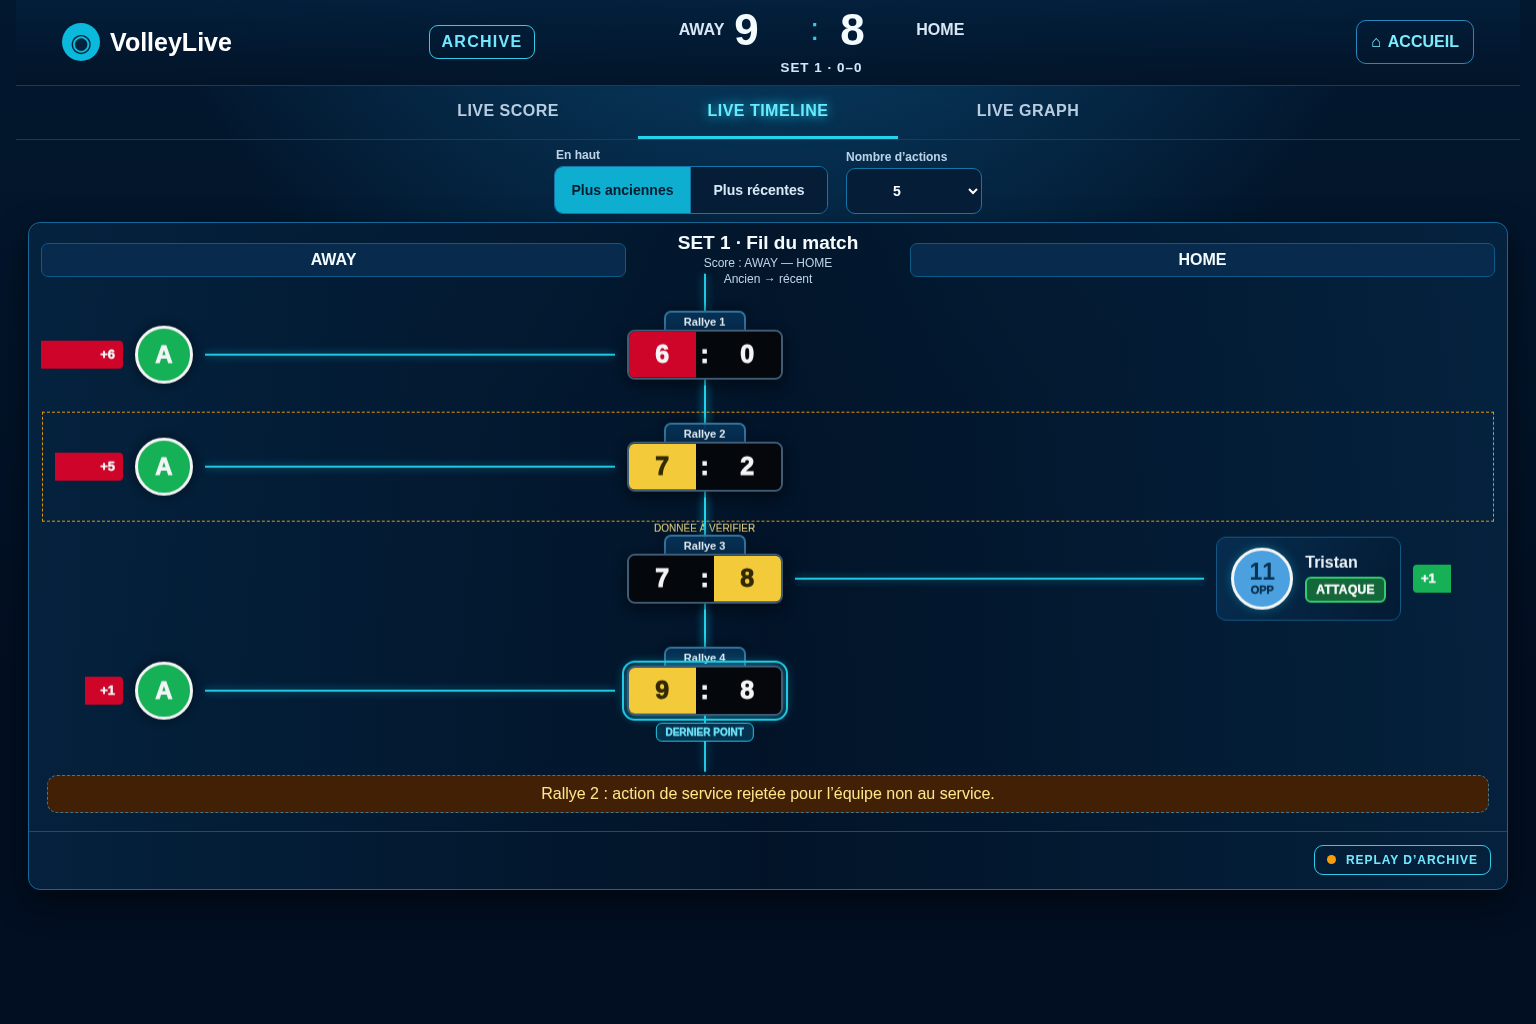 VolleyLive
ARCHIVE
AWAY 9 : 8 HOME
SET 1 · 0–0
⌂ ACCUEIL
LIVE SCORE
LIVE TIMELINE
LIVE GRAPH
En haut
Plus anciennes
Plus récentes
Nombre d’actions
5
AWAY
SET 1 · Fil du match
Score : AWAY — HOME
Ancien → récent
HOME
Rallye 1
+6 A 6 : 0
Rallye 2
+5 A 7 : 2
DONNÉE À VÉRIFIER
Rallye 3
7 : 8
11
OPP
Tristan
ATTAQUE
+1
Rallye 4
+1 A 9 : 8
DERNIER POINT
Rallye 2 : action de service rejetée pour l’équipe non au service.
REPLAY D’ARCHIVE